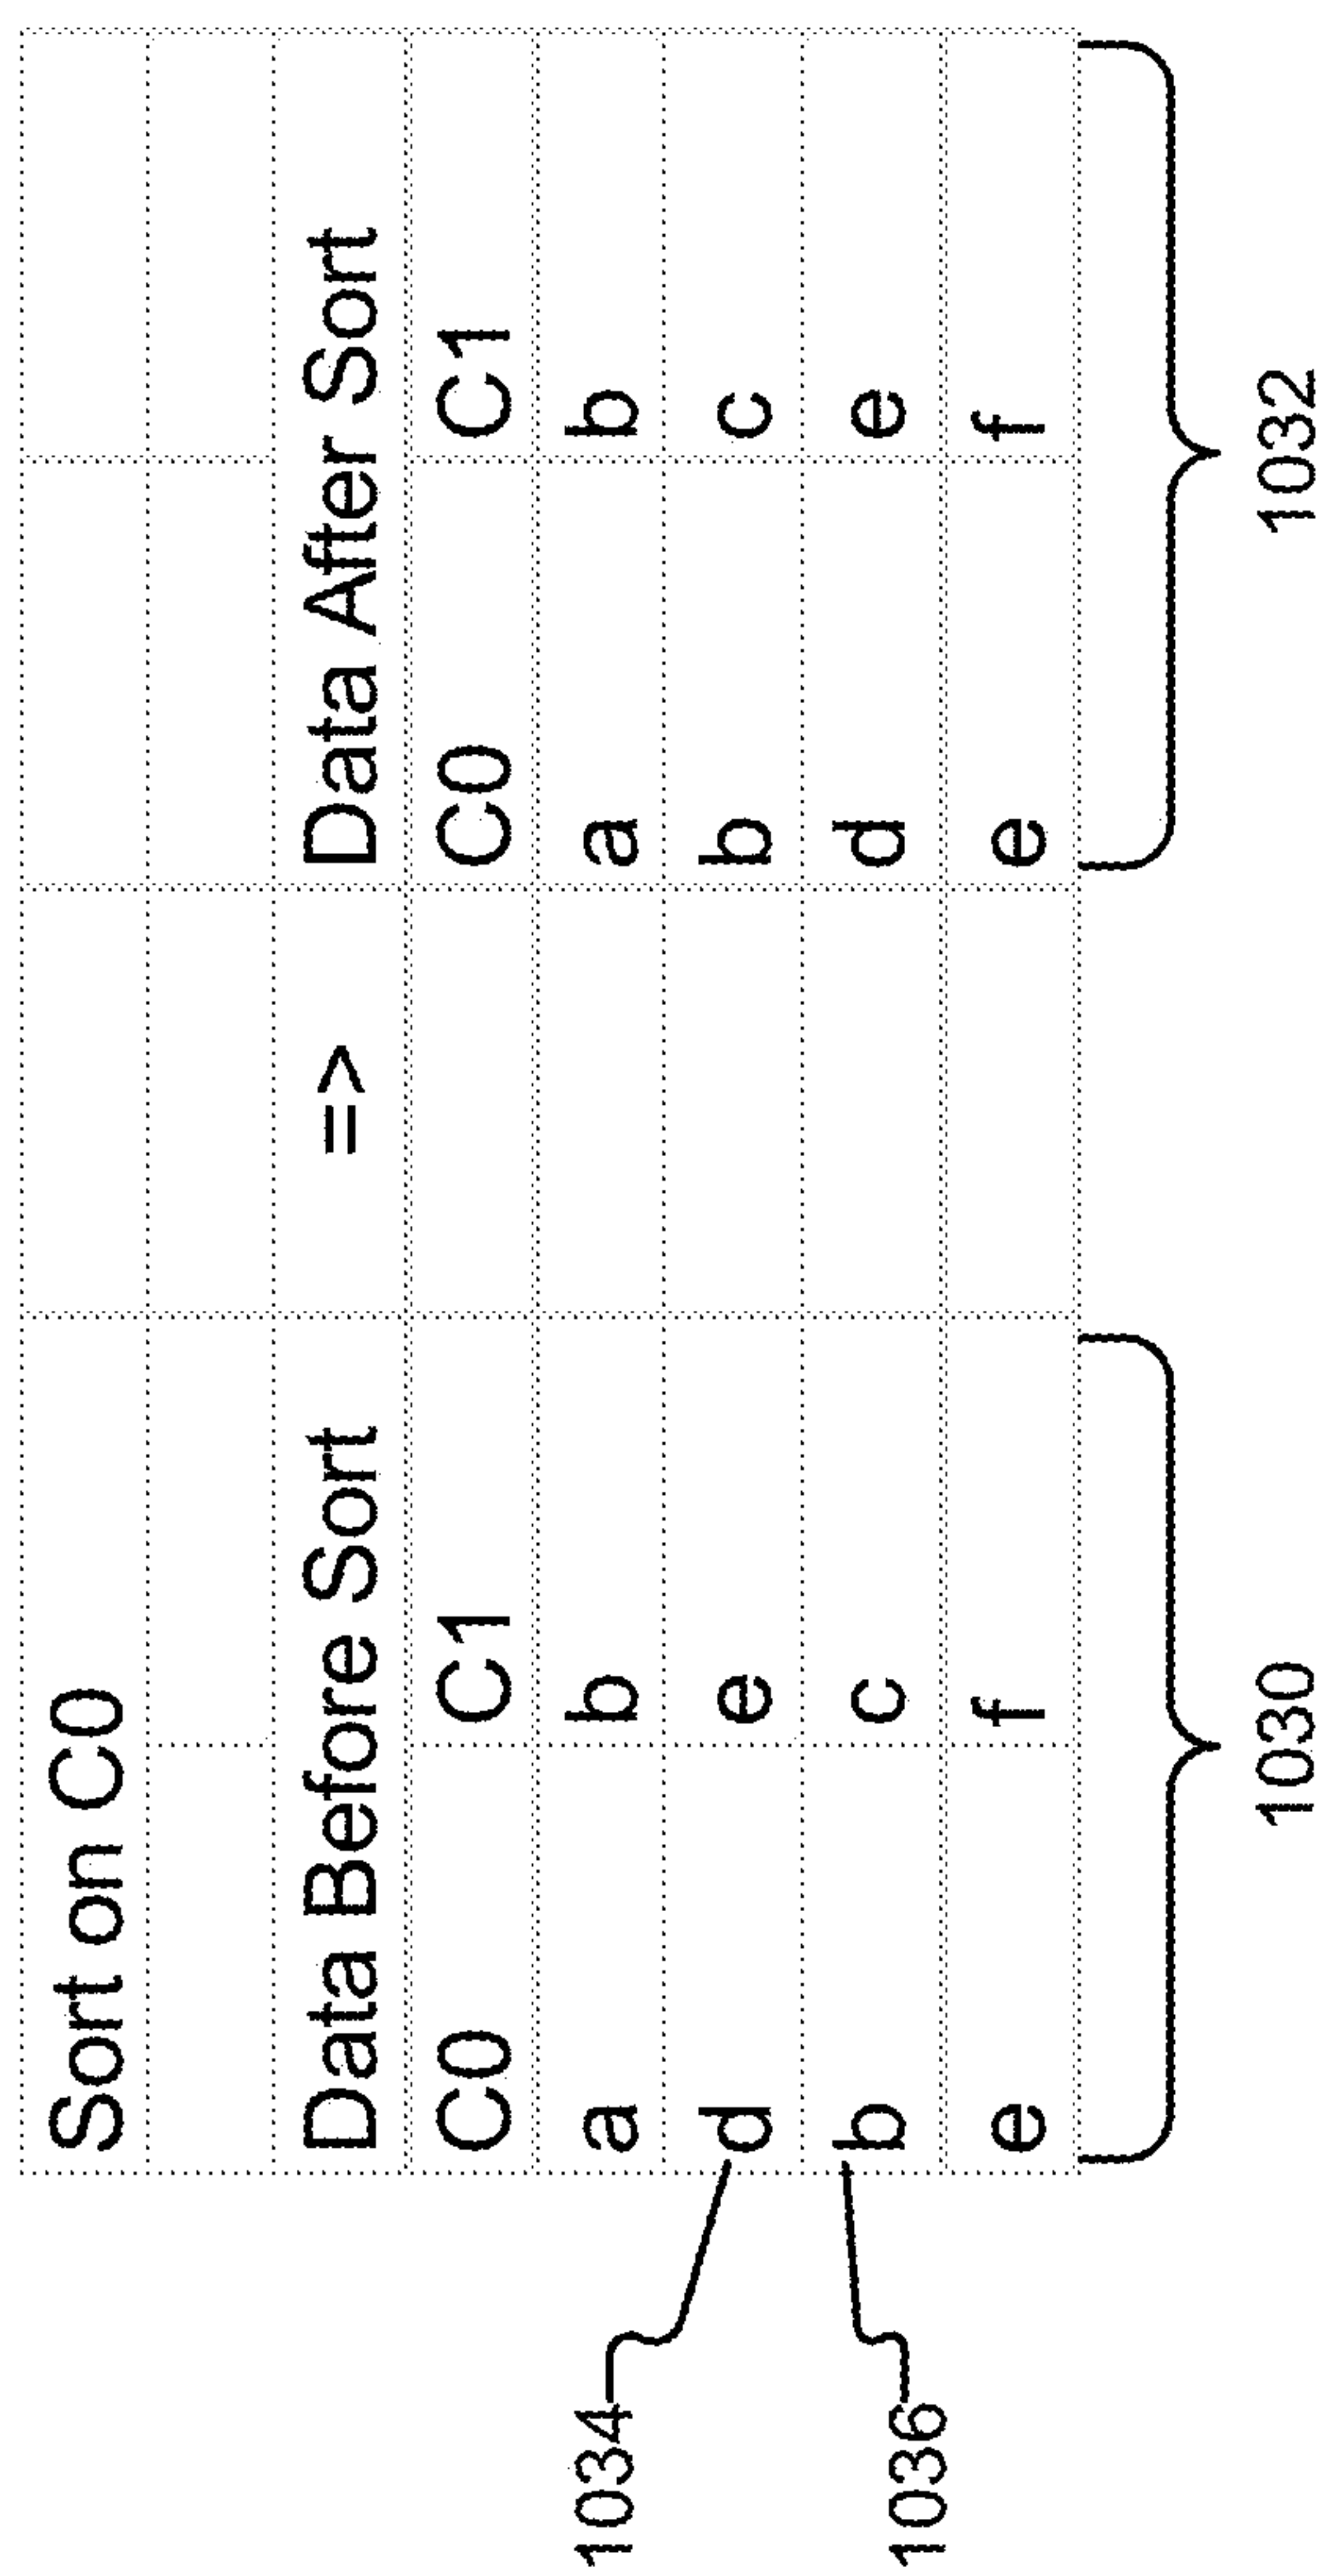 Sort on C0
Data Before Sort => Data After Sort
C0 C1 C0 C1
a b a b
1034 d e b c
b c d e
1036 e f e f
1030 1032